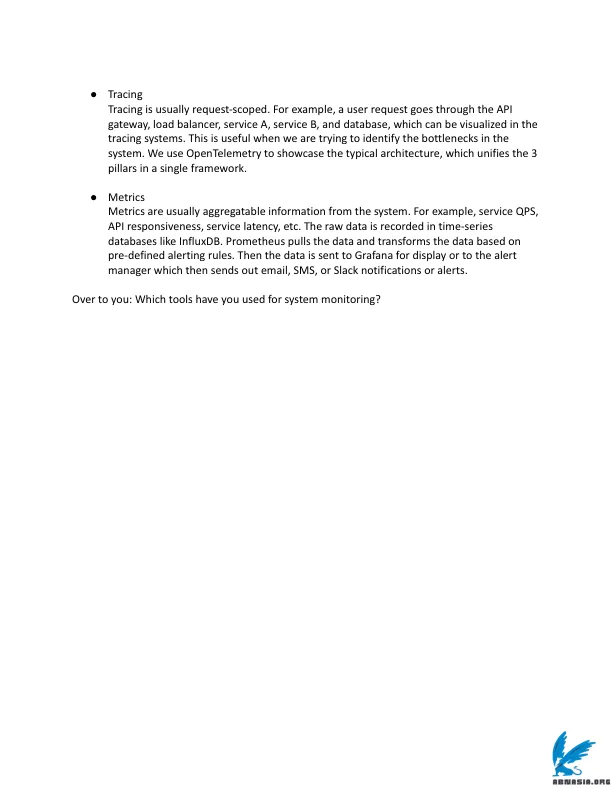 ● Tracing
Tracing is usually request-scoped. For example, a user request goes through the API
gateway, load balancer, service A, service B, and database, which can be visualized in the
tracing systems. This is useful when we are trying to identify the bottlenecks in the
system. We use OpenTelemetry to showcase the typical architecture, which unifies the 3
pillars in a single framework.
● Metrics
Metrics are usually aggregatable information from the system. For example, service QPS,
API responsiveness, service latency, etc. The raw data is recorded in time-series
databases like InfluxDB. Prometheus pulls the data and transforms the data based on
pre-defined alerting rules. Then the data is sent to Grafana for display or to the alert
manager which then sends out email, SMS, or Slack notifications or alerts.
Over to you: Which tools have you used for system monitoring?
ABNASIA.ORG